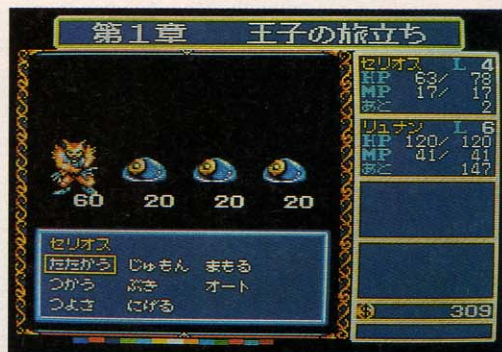 第1章 王子の旅立ち
セリオス L 4
HP 63/ 78
MP 17/ 17
あと 2
リュナン L 6
HP 120/ 120
MP 41/ 41
あと 147
60 20 20 20
セリオス
たたかう じゅもん まもる
つかう ぶき オート
つよさ にげる
$ 309